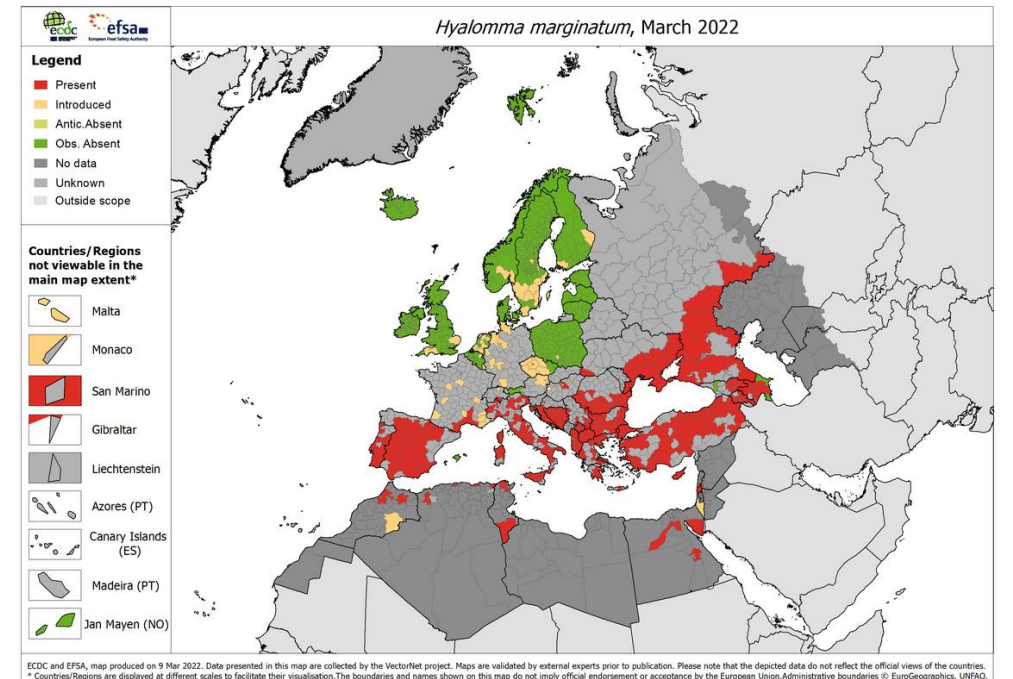 ecdc
efsa
European Food Safety Authority
Hyalomma marginatum, March 2022
Legend
Present
Introduced
Antic.Absent
Obs. Absent
No data
Unknown
Outside scope
Countries/Regions
not viewable in the
main map extent*
Malta
Monaco
San Marino
Gibraltar
Liechtenstein
Azores (PT)
Canary Islands
(ES)
Madeira (PT)
Jan Mayen (NO)
ECDC and EFSA, map produced on 9 Mar 2022. Data presented in this map are collected by the VectorNet project. Maps are validated by external experts prior to publication. Please note that the depicted data do not reflect the official views of the countries.
* Countries/Regions are displayed at different scales to facilitate their visualisation.The boundaries and names shown on this map do not imply official endorsement or acceptance by the European Union.Administrative boundaries © EuroGeographics, UNFAO.